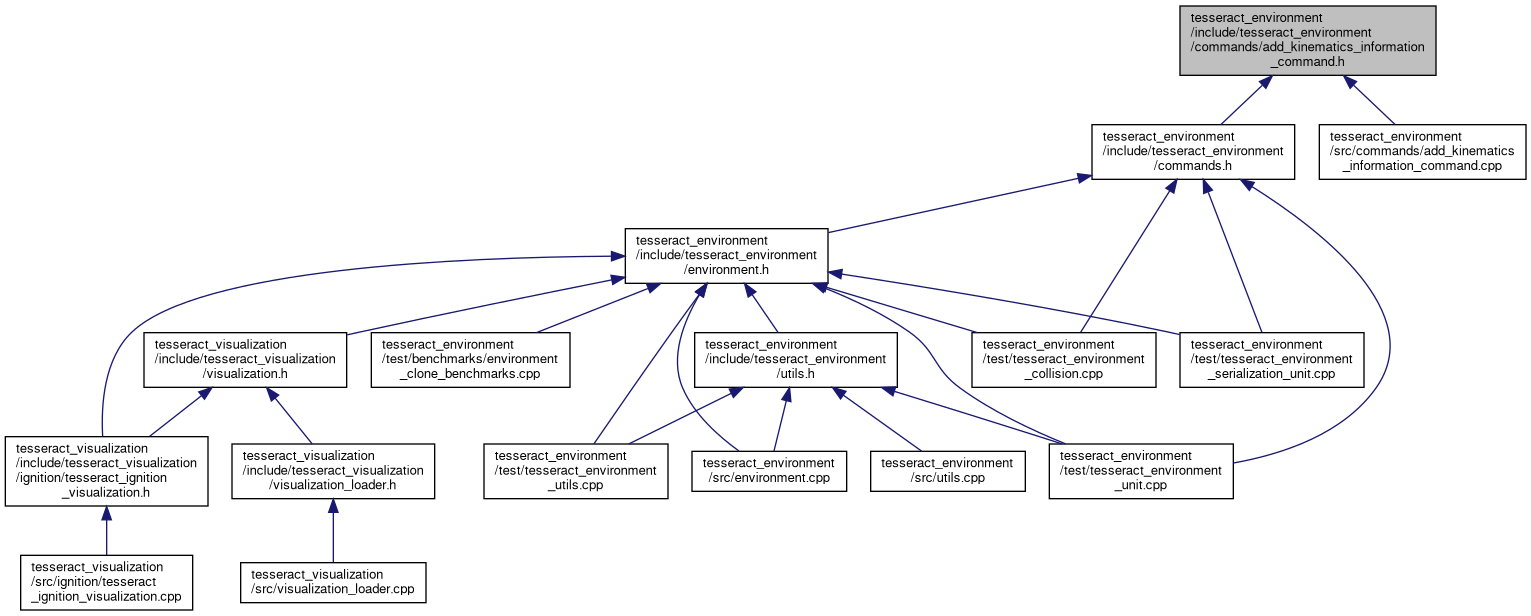 tesseract_environment
/include/tesseract_environment
/commands/add_kinematics_information
_command.h
tesseract_environment
/include/tesseract_environment
/commands.h
tesseract_environment
/src/commands/add_kinematics
_information_command.cpp
tesseract_environment
/include/tesseract_environment
/environment.h
tesseract_visualization
/include/tesseract_visualization
/visualization.h
tesseract_environment
/test/benchmarks/environment
_clone_benchmarks.cpp
tesseract_environment
/include/tesseract_environment
/utils.h
tesseract_environment
/test/tesseract_environment
_collision.cpp
tesseract_environment
/test/tesseract_environment
_serialization_unit.cpp
tesseract_visualization
/include/tesseract_visualization
/ignition/tesseract_ignition
_visualization.h
tesseract_visualization
/include/tesseract_visualization
/visualization_loader.h
tesseract_environment
/test/tesseract_environment
_utils.cpp
tesseract_environment
/src/environment.cpp
tesseract_environment
/src/utils.cpp
tesseract_environment
/test/tesseract_environment
_unit.cpp
tesseract_visualization
/src/ignition/tesseract
_ignition_visualization.cpp
tesseract_visualization
/src/visualization_loader.cpp